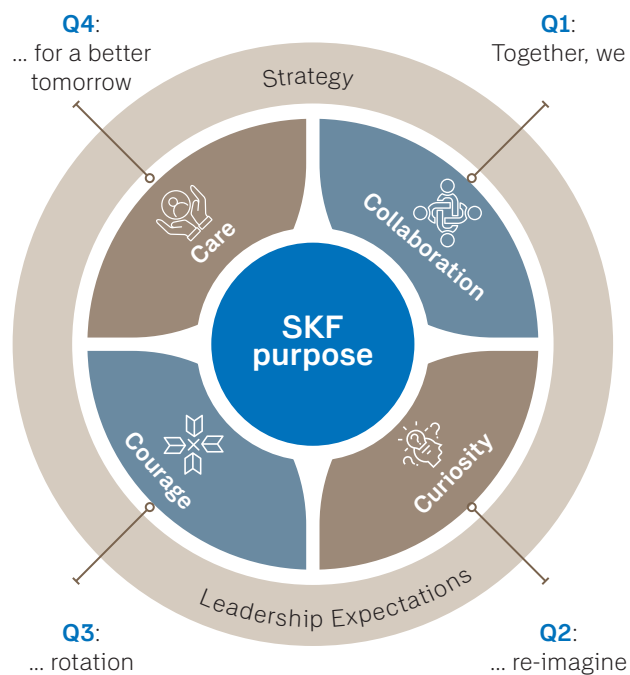 Q4:
... for a better
tomorrow
Q1:
Together, we
Strategy
Care
Collaboration
SKF
purpose
Courage
Curiosity
Leadership Expectations
Q3:
... rotation
Q2:
... re-imagine